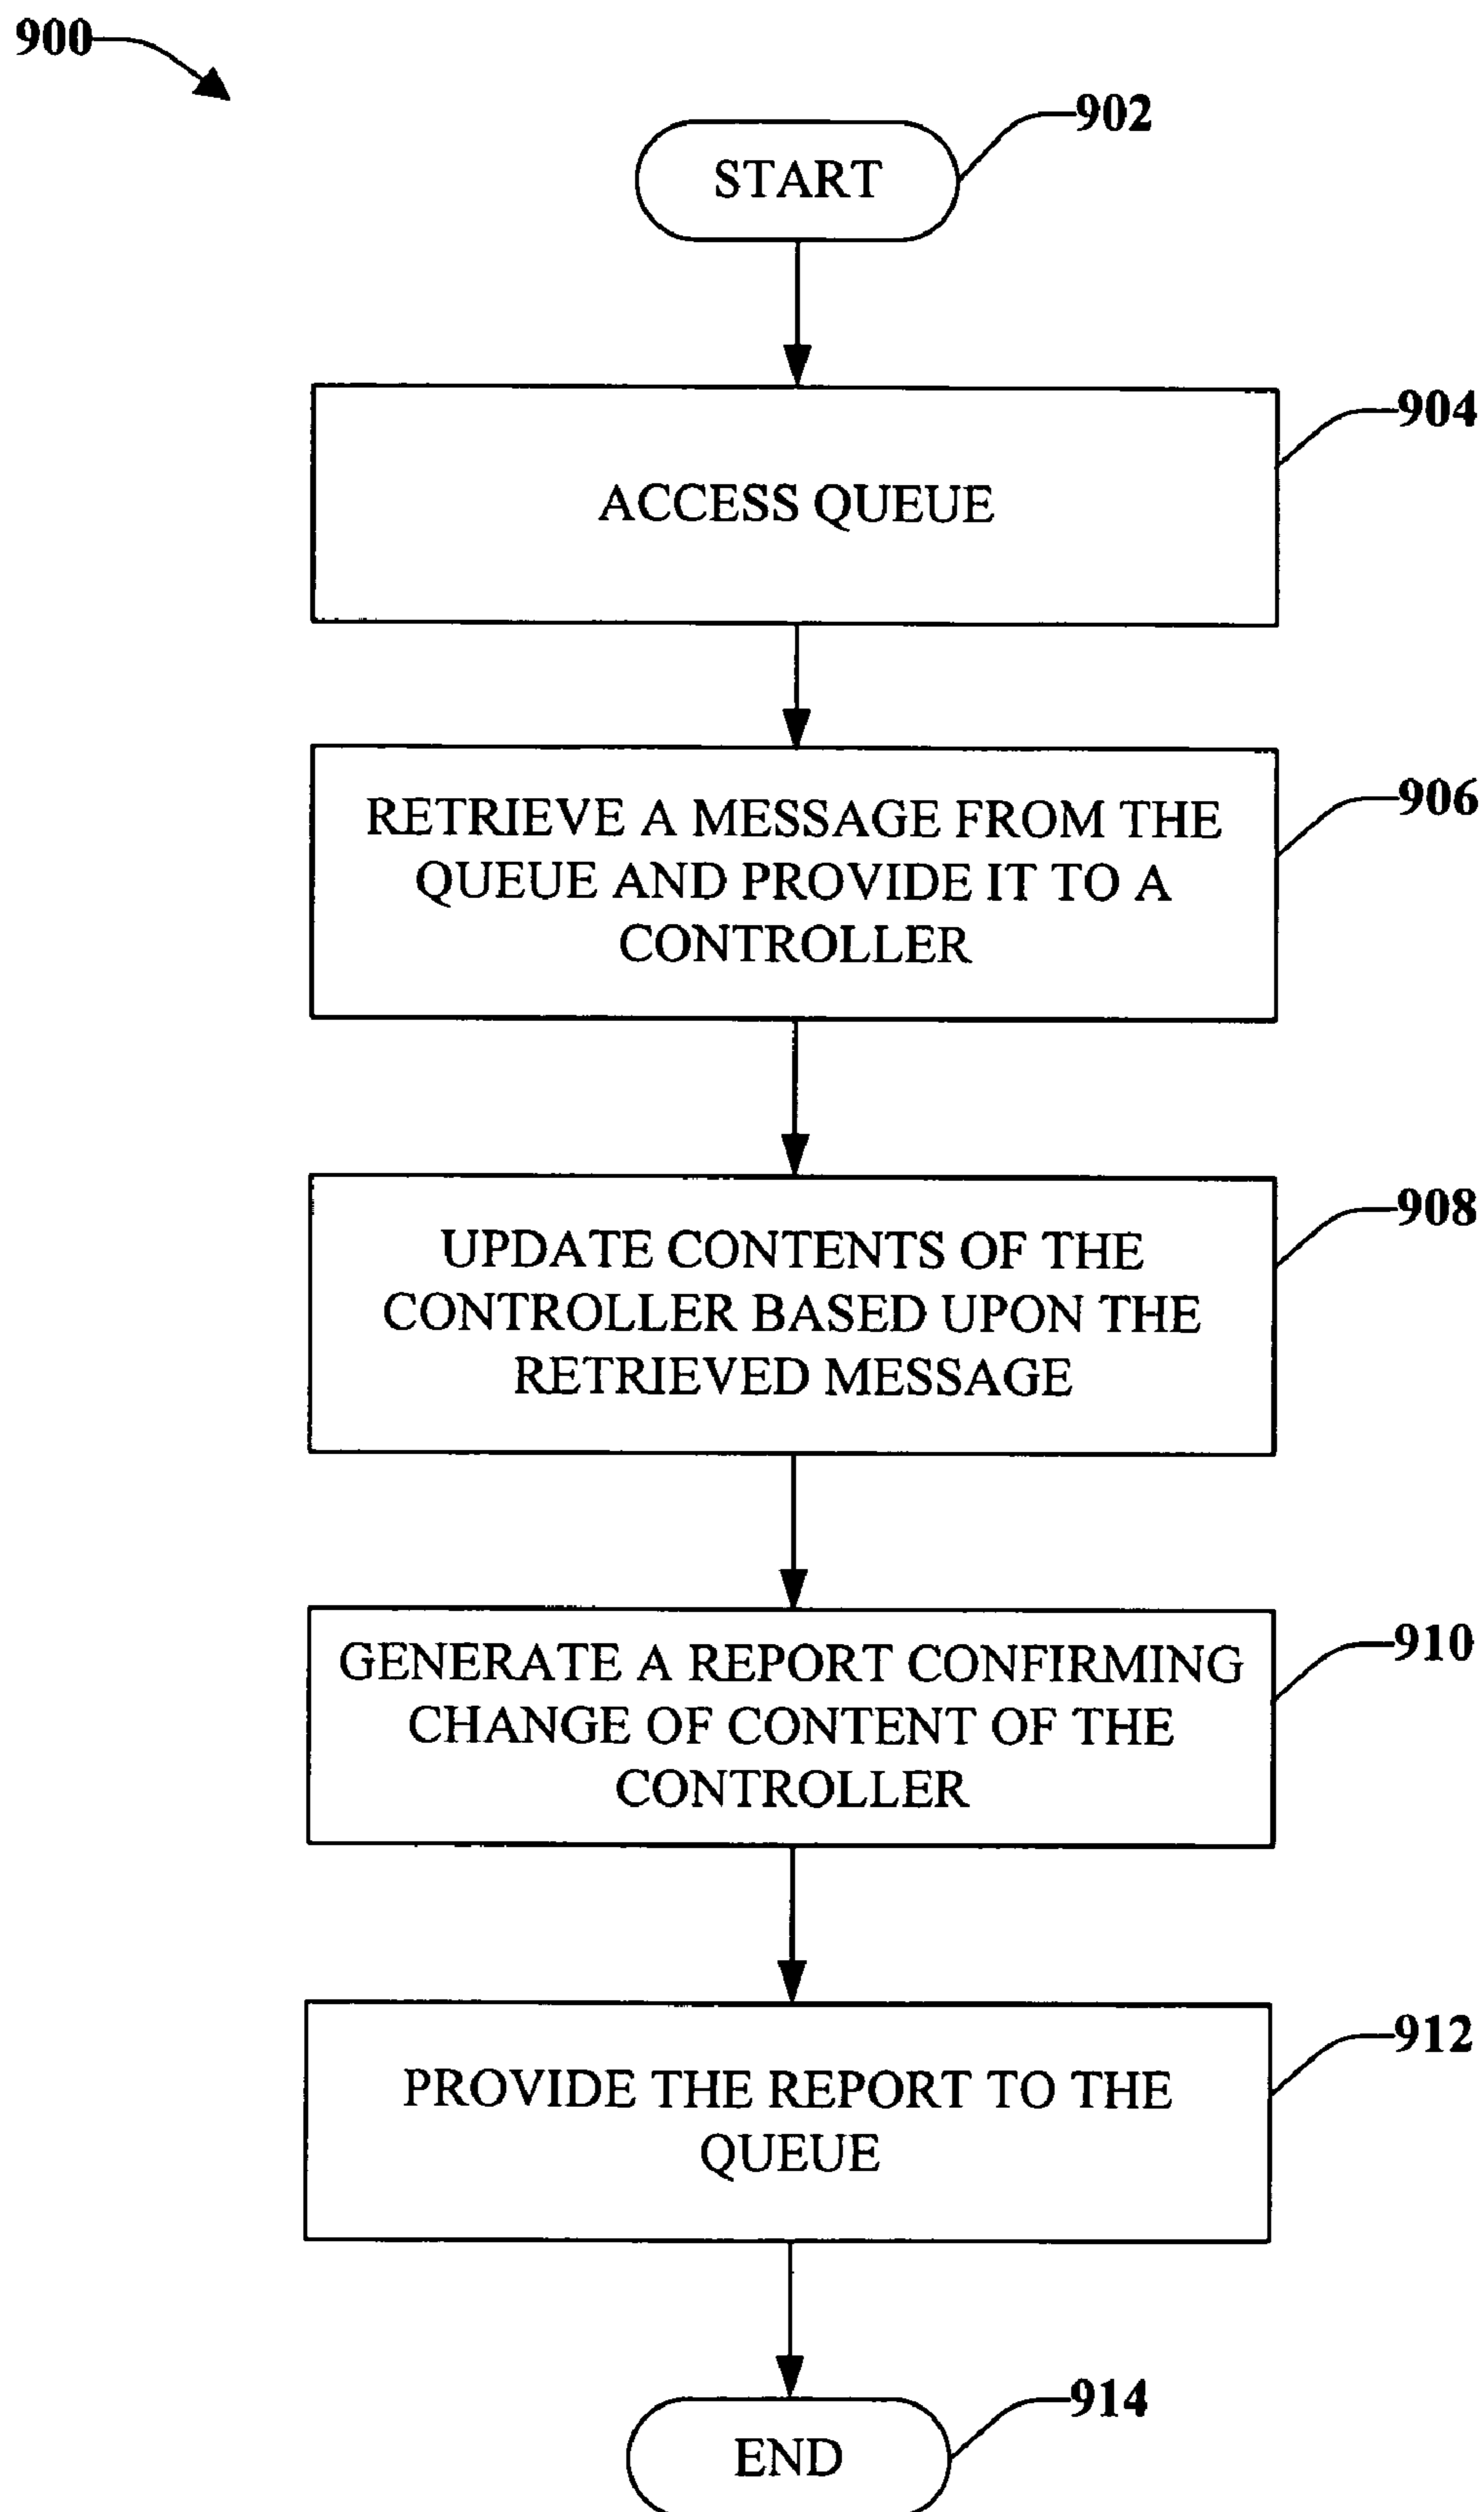 900
902
START
904
ACCESS QUEUE
906
RETRIEVE A MESSAGE FROM THE
QUEUE AND PROVIDE IT TO A
CONTROLLER
908
UPDATE CONTENTS OF THE
CONTROLLER BASED UPON THE
RETRIEVED MESSAGE
910
GENERATE A REPORT CONFIRMING
CHANGE OF CONTENT OF THE
CONTROLLER
912
PROVIDE THE REPORT TO THE
QUEUE
914
END